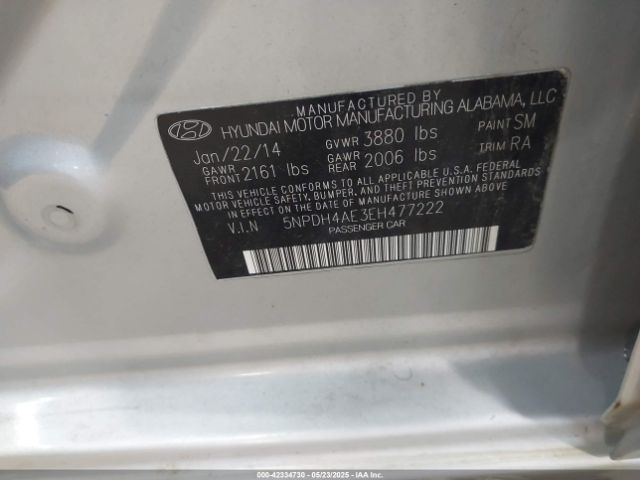 MANUFACTURED BY
HYUNDAI MOTOR MANUFACTURING ALABAMA, LLC
Jan/22/14 GVWR 3880 lbs PAINT SM
GAWR FRONT 2161 lbs GAWR REAR 2006 lbs TRIM RA
THIS VEHICLE CONFORMS TO ALL APPLICABLE U.S.A. FEDERAL
MOTOR VEHICLE SAFETY, BUMPER, AND THEFT PREVENTION STANDARDS
IN EFFECT ON THE DATE OF MANUFACTURE SHOWN ABOVE.
V.I.N 5NPDH4AE3EH477222
PASSENGER CAR
000-42334730 — 05/23/2025 — IAA Inc.